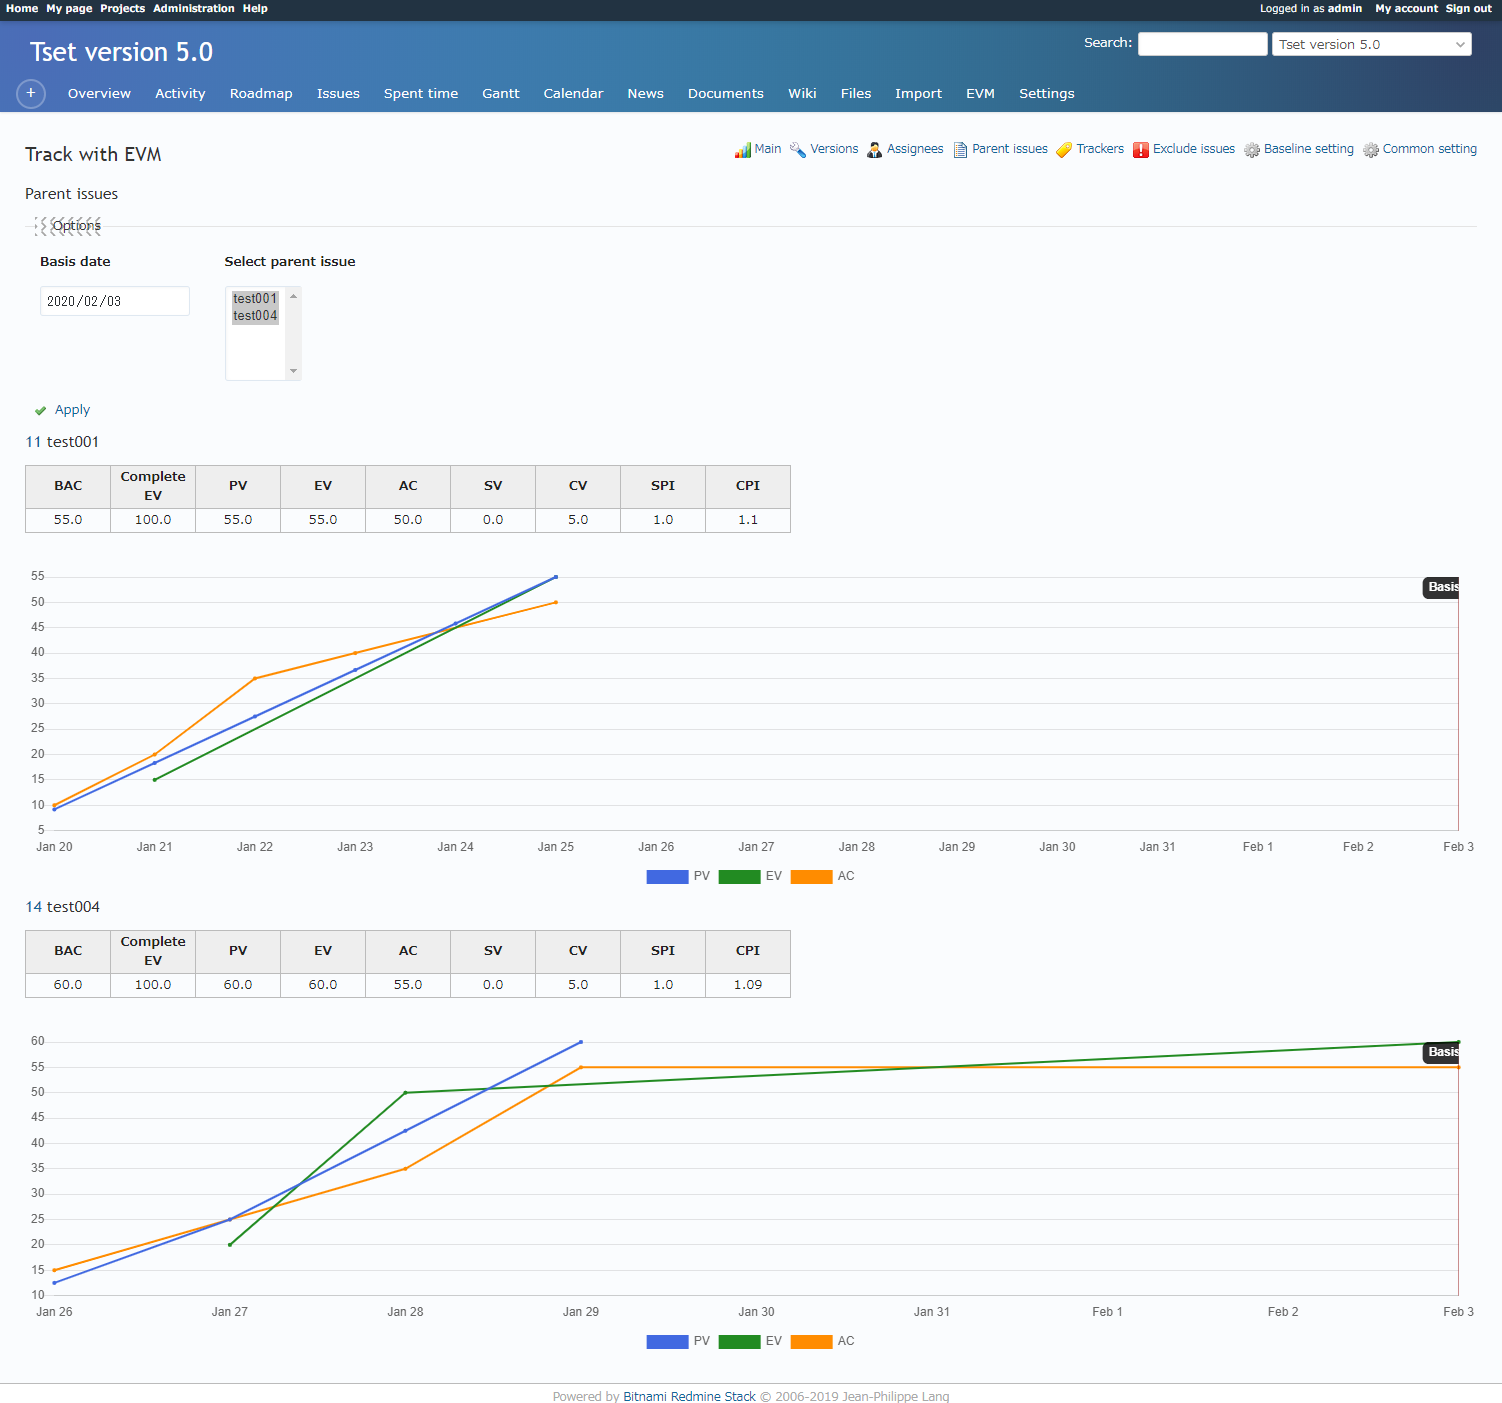 Home My page Projects Administration Help Logged in as admin My account Sign out
Tset version 5.0 Search: Tset version 5.0
+ Overview Activity Roadmap Issues Spent time Gantt Calendar News Documents Wiki Files Import EVM Settings
Track with EVM Main Versions Assignees Parent issues Trackers Exclude issues Baseline setting Common setting
Parent issues
Options
Basis date Select parent issue
2020/02/03 test001
test004
Apply
11 test001
BAC Complete EV PV EV AC SV CV SPI CPI
55.0 100.0 55.0 55.0 50.0 0.0 5.0 1.0 1.1
55
Basis
50
45
40
35
30
25
20
15
10
5
Jan 20 Jan 21 Jan 22 Jan 23 Jan 24 Jan 25 Jan 26 Jan 27 Jan 28 Jan 29 Jan 30 Jan 31 Feb 1 Feb 2 Feb 3
PV EV AC
14 test004
BAC Complete EV PV EV AC SV CV SPI CPI
60.0 100.0 60.0 60.0 55.0 0.0 5.0 1.0 1.09
60
Basis
55
50
45
40
35
30
25
20
15
10
Jan 26 Jan 27 Jan 28 Jan 29 Jan 30 Jan 31 Feb 1 Feb 2 Feb 3
PV EV AC
Powered by Bitnami Redmine Stack © 2006-2019 Jean-Philippe Lang